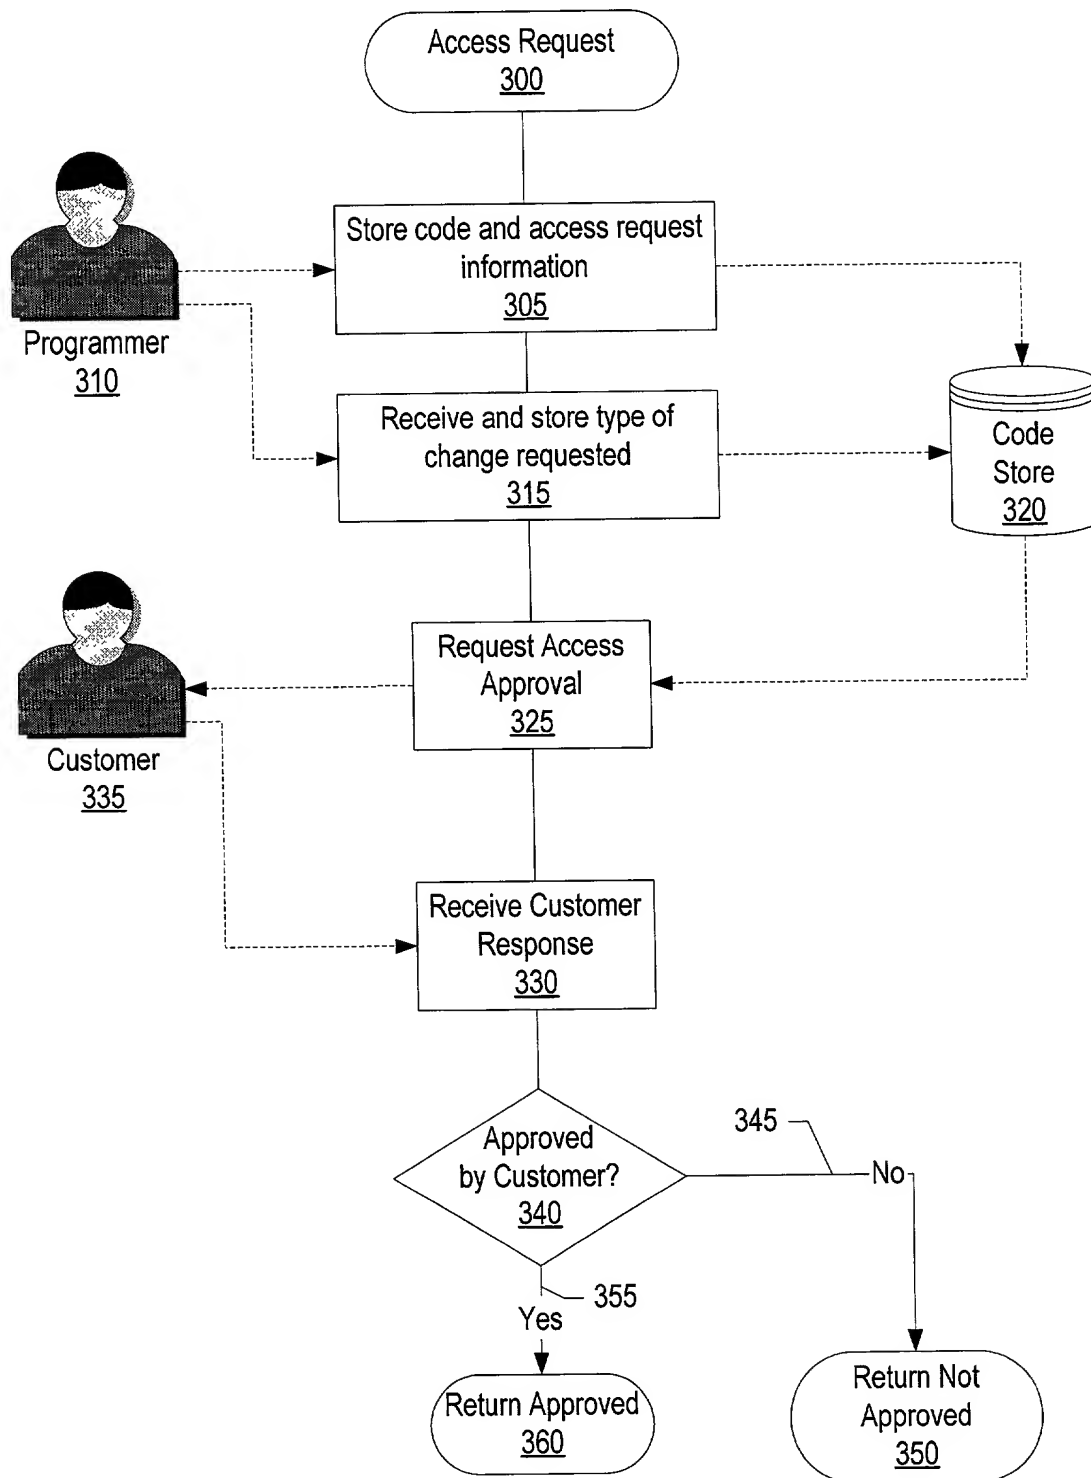 Access Request
300
Store code and access request
information
305
Programmer
310
Receive and store type of
change requested
315
Code
Store
320
Request Access
Approval
325
Customer
335
Receive Customer
Response
330
Approved
by Customer?
340
345
No
355
Yes
Return Approved
360
Return Not
Approved
350